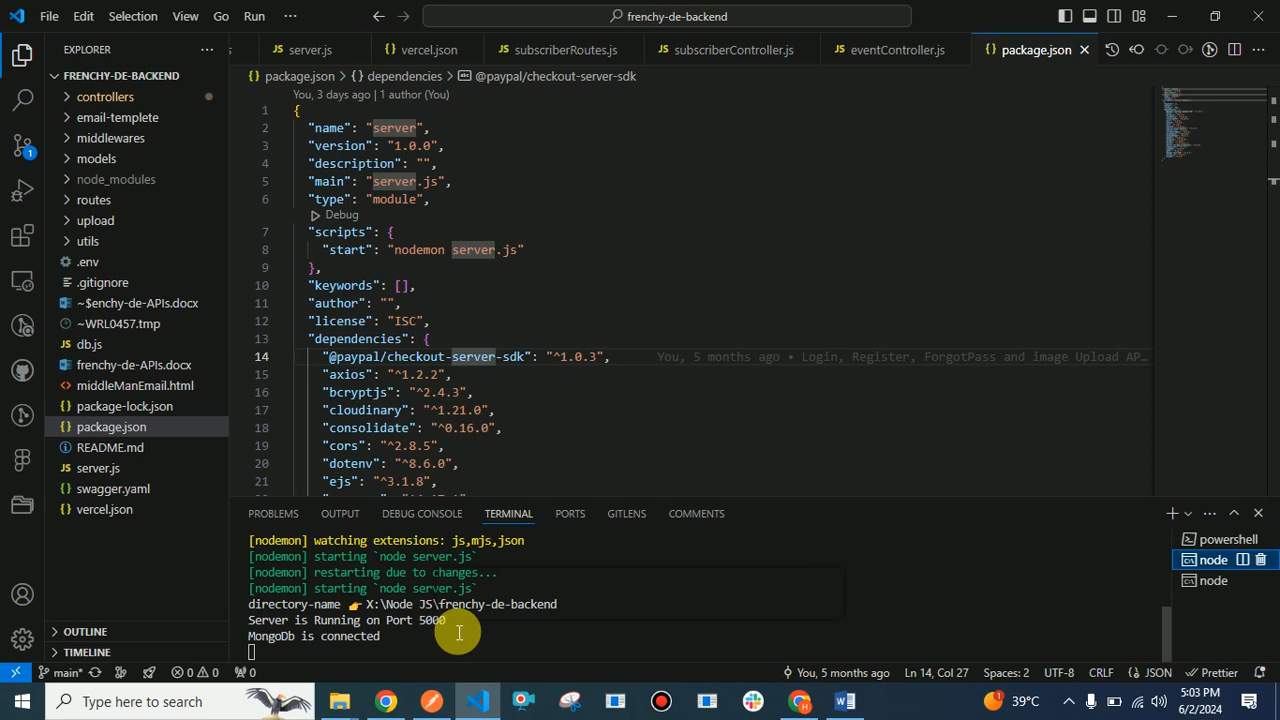 File Edit Selection View Go Run ··· frenchy-de-backend
server.js vercel.json subscriberRoutes.js subscriberController.js eventController.js package.json
EXPLORER
FRENCHY-DE-BACKEND
controllers
email-templete
middlewares
models
node_modules
routes
upload
utils
.env
.gitignore
~$enchy-de-APIs.docx
~WRL0457.tmp
db.js
frenchy-de-APIs.docx
middleManEmail.html
package-lock.json
package.json
README.md
server.js
swagger.yaml
vercel.json
OUTLINE
TIMELINE
package.json > {} dependencies > @paypal/checkout-server-sdk
You, 3 days ago | 1 author (You)
1 {
2 "name": "server",
3 "version": "1.0.0",
4 "description": "",
5 "main": "server.js",
6 "type": "module",
Debug
7 "scripts": {
8 "start": "nodemon server.js"
9 },
10 "keywords": [],
11 "author": "",
12 "license": "ISC",
13 "dependencies": {
14 "@paypal/checkout-server-sdk": "^1.0.3", You, 5 months ago • Login, Register, ForgotPass and image Upload AP…
15 "axios": "^1.2.2",
16 "bcryptjs": "^2.4.3",
17 "cloudinary": "^1.21.0",
18 "consolidate": "^0.16.0",
19 "cors": "^2.8.5",
20 "dotenv": "^8.6.0",
21 "ejs": "^3.1.8",
PROBLEMS OUTPUT DEBUG CONSOLE TERMINAL PORTS GITLENS COMMENTS
[nodemon] watching extensions: js,mjs,json
[nodemon] starting `node server.js`
[nodemon] restarting due to changes...
[nodemon] starting `node server.js`
directory-name 👉 X:\Node JS\frenchy-de-backend
Server is Running on Port 5000
MongoDb is connected
powershell
node
node
main* 0 0 0 You, 5 months ago Ln 14, Col 27 Spaces: 2 UTF-8 CRLF {} JSON Prettier
Type here to search
39°C
5:03 PM
6/2/2024